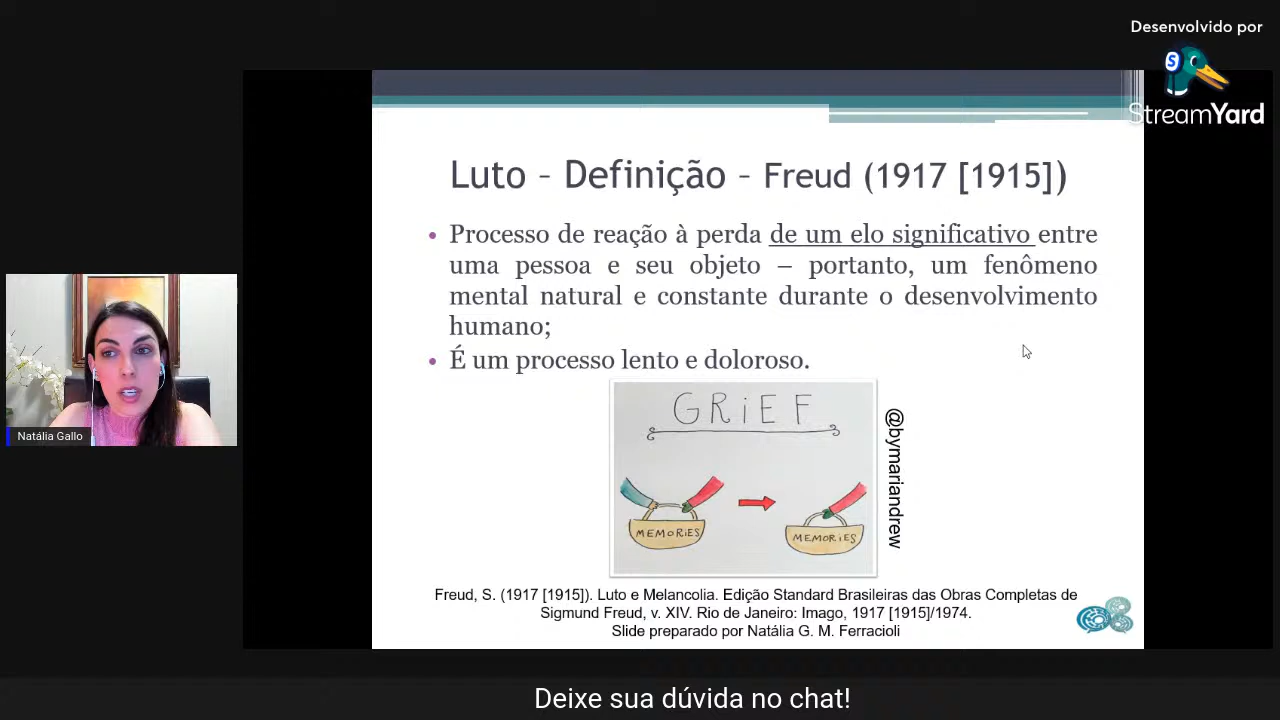 Desenvolvido por
StreamYard
Luto – Definição – Freud (1917 [1915])
• Processo de reação à perda de um elo significativo entre
uma pessoa e seu objeto – portanto, um fenômeno
mental natural e constante durante o desenvolvimento
humano;
• É um processo lento e doloroso.
GRiEF
MEMORiES
MEMORiES
@bymariandrew
Natália Gallo
Freud, S. (1917 [1915]). Luto e Melancolia. Edição Standard Brasileiras das Obras Completas de
Sigmund Freud, v. XIV. Rio de Janeiro: Imago, 1917 [1915]/1974.
Slide preparado por Natália G. M. Ferracioli
Deixe sua dúvida no chat!